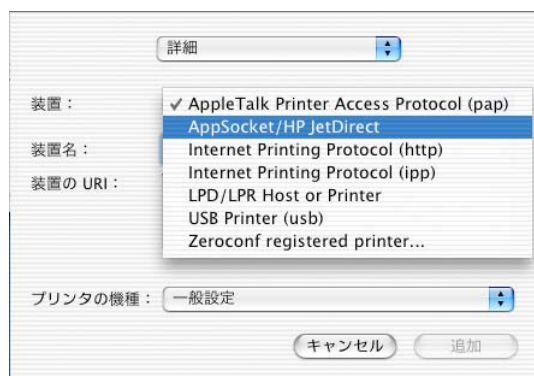 詳細
装置：
✓ AppleTalk Printer Access Protocol (pap)
AppSocket/HP JetDirect
装置名：
Internet Printing Protocol (http)
Internet Printing Protocol (ipp)
装置の URI：
LPD/LPR Host or Printer
USB Printer (usb)
Zeroconf registered printer...
プリンタの機種：
一般設定
キャンセル
追加